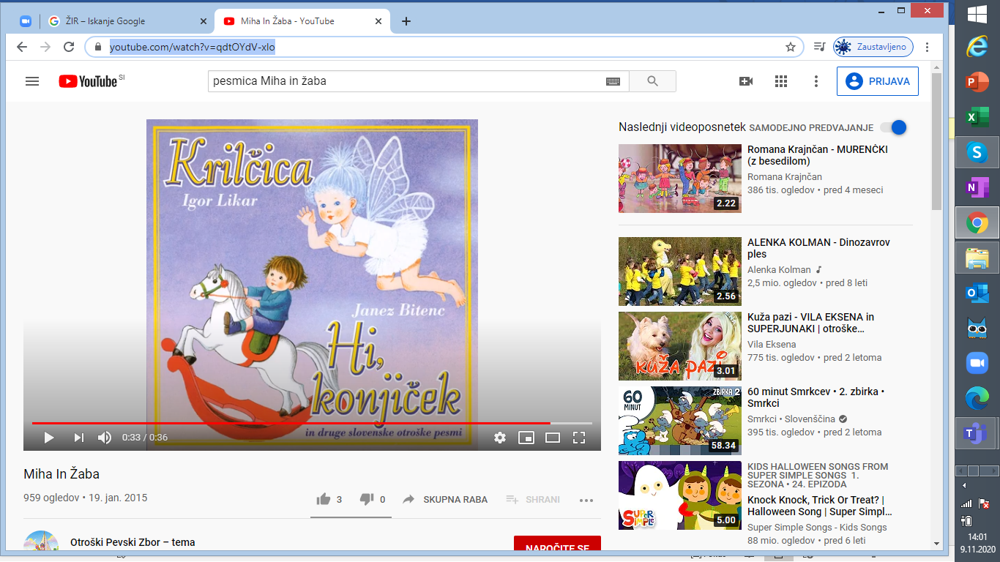 ŽIR – Iskanje Google
Miha In Žaba - YouTube
youtube.com/watch?v=qdtOYdV-xIo
Zaustavljeno
YouTube SI
pesmica Miha in žaba
PRIJAVA
Krilčica
Igor Likar
Janez Bitenc
Hi,
konjiček
in druge slovenske otroške pesmi
0:33 / 0:36
Miha In Žaba
959 ogledov • 19. jan. 2015
3
0
SKUPNA RABA
SHRANI
Otroški Pevski Zbor – tema
NAROČITE SE
Naslednji videoposnetek
SAMODEJNO PREDVAJANJE
2.22
Romana Krajnčan - MURENČKI
(z besedilom)
Romana Krajnčan
386 tis. ogledov • pred 4 meseci
2.56
ALENKA KOLMAN - Dinozavrov
ples
Alenka Kolman
2,5 mio. ogledov • pred 8 leti
KUŽA PAZI
3.01
Kuža pazi - VILA EKSENA in
SUPERJUNAKI | otroške...
Vila Eksena
775 tis. ogledov • pred 2 letoma
60
MINUT
ZBIRKA 2
58.34
60 minut Smrkcev • 2. zbirka •
Smrkci
Smrkci • Slovenščina
395 tis. ogledov • pred 2 letoma
SUPER
SIMPLE
5.00
KIDS HALLOWEEN SONGS FROM
SUPER SIMPLE SONGS 1.
SEZONA • 24. EPIZODA
Knock Knock, Trick Or Treat? |
Halloween Song | Super Simpl...
Super Simple Songs - Kids Songs
88 mio. ogledov • pred 6 leti
14:01
9.11.2020